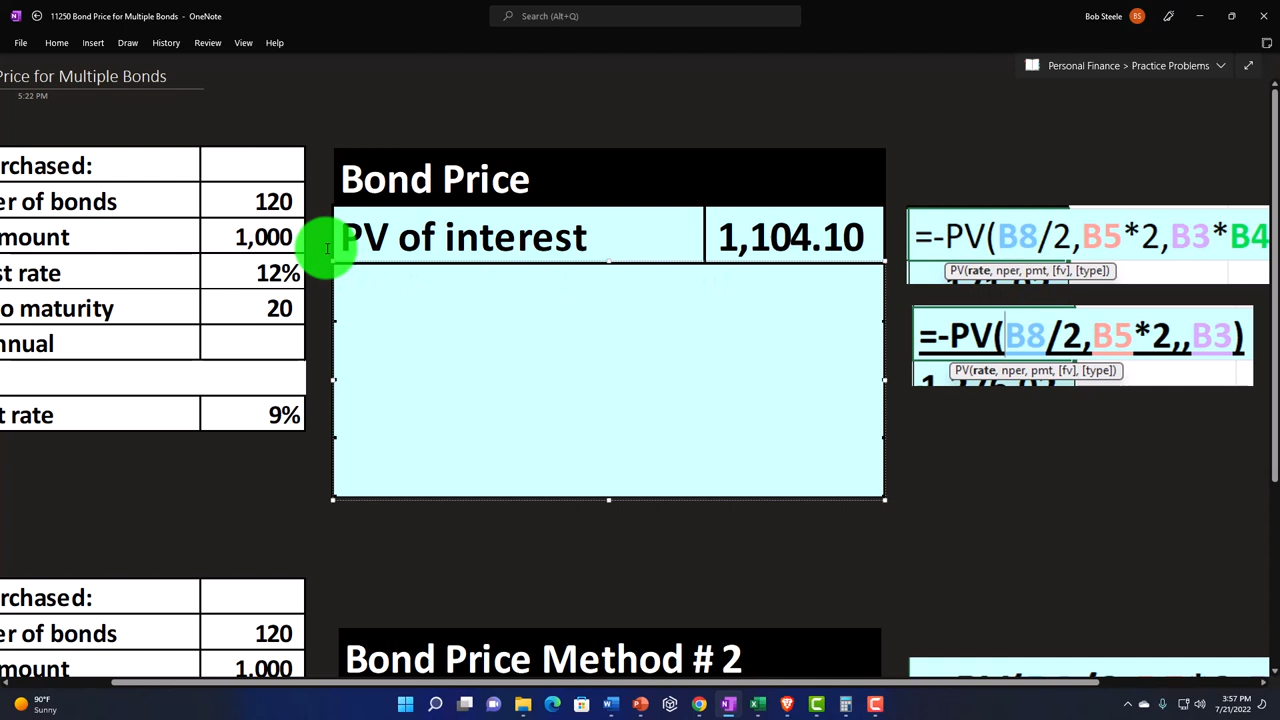 11250 Bond Price for Multiple Bonds - OneNote
Search (Alt+Q)
Bob Steele
BS
File Home Insert Draw History Review View Help
Price for Multiple Bonds
5:22 PM
Personal Finance > Practice Problems
rchased:
er of bonds 120
mount 1,000
st rate 12%
o maturity 20
nnual
t rate 9%
Bond Price
PV of interest 1,104.10
=-PV(B8/2,B5*2,B3*B4
PV(rate, nper, pmt, [fv], [type])
=-PV(B8/2,B5*2,,B3)
PV(rate, nper, pmt, [fv], [type])
rchased:
er of bonds 120
mount 1,000
Bond Price Method # 2
90°F
Sunny
3:57 PM
7/21/2022